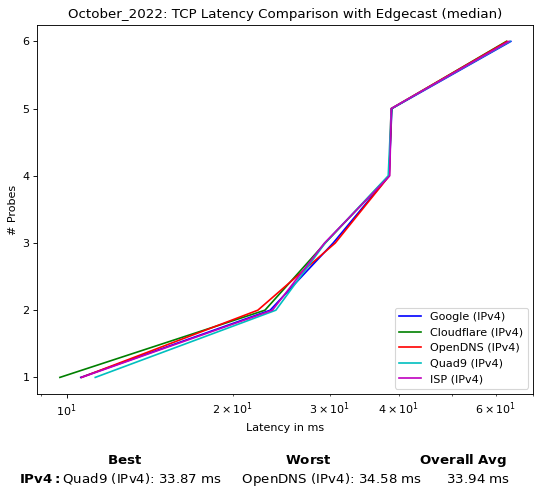 October_2022: TCP Latency Comparison with Edgecast (median)
# Probes
6
5
4
3
2
1
10¹ 2 × 10¹ 3 × 10¹ 4 × 10¹ 6 × 10¹
Latency in ms
Google (IPv4)
Cloudflare (IPv4)
OpenDNS (IPv4)
Quad9 (IPv4)
ISP (IPv4)
Best Worst Overall Avg
IPv4: Quad9 (IPv4): 33.87 ms OpenDNS (IPv4): 34.58 ms 33.94 ms